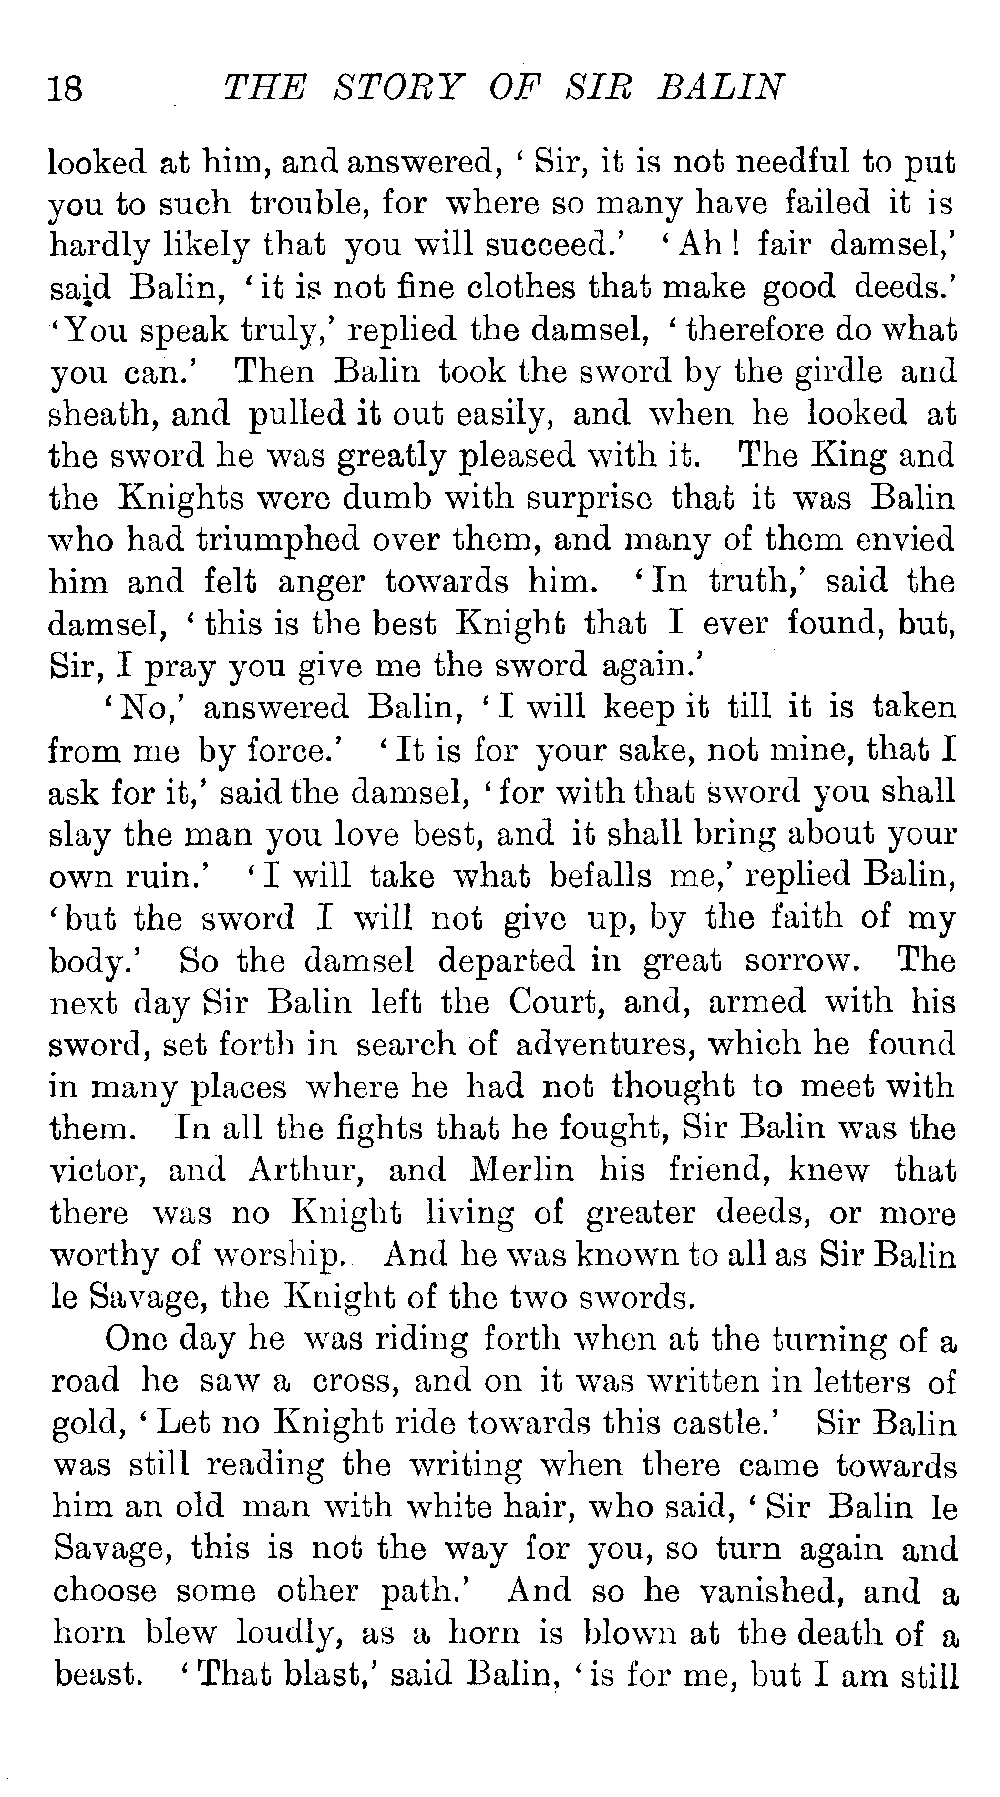 18 THE STORY OF SIR BALIN
looked at him, and answered, ‘ Sir, it is not needful to put
you to such trouble, for where so many have failed it is
hardly likely that you will succeed.’ ‘ Ah ! fair damsel,’
said Balin, ‘ it is not fine clothes that make good deeds.’
‘ You speak truly,’ replied the damsel, ‘ therefore do what
you can.’ Then Balin took the sword by the girdle and
sheath, and pulled it out easily, and when he looked at
the sword he was greatly pleased with it. The King and
the Knights were dumb with surprise that it was Balin
who had triumphed over them, and many of them envied
him and felt anger towards him. ‘ In truth,’ said the
damsel, ‘ this is the best Knight that I ever found, but,
Sir, I pray you give me the sword again.’
‘ No,’ answered Balin, ‘ I will keep it till it is taken
from me by force.’ ‘ It is for your sake, not mine, that I
ask for it,’ said the damsel, ‘ for with that sword you shall
slay the man you love best, and it shall bring about your
own ruin.’ ‘ I will take what befalls me,’ replied Balin,
‘ but the sword I will not give up, by the faith of my
body.’ So the damsel departed in great sorrow. The
next day Sir Balin left the Court, and, armed with his
sword, set forth in search of adventures, which he found
in many places where he had not thought to meet with
them. In all the fights that he fought, Sir Balin was the
victor, and Arthur, and Merlin his friend, knew that
there was no Knight living of greater deeds, or more
worthy of worship. And he was known to all as Sir Balin
le Savage, the Knight of the two swords.
One day he was riding forth when at the turning of a
road he saw a cross, and on it was written in letters of
gold, ‘ Let no Knight ride towards this castle.’ Sir Balin
was still reading the writing when there came towards
him an old man with white hair, who said, ‘ Sir Balin le
Savage, this is not the way for you, so turn again and
choose some other path.’ And so he vanished, and a
horn blew loudly, as a horn is blown at the death of a
beast. ‘ That blast,’ said Balin, ‘ is for me, but I am still